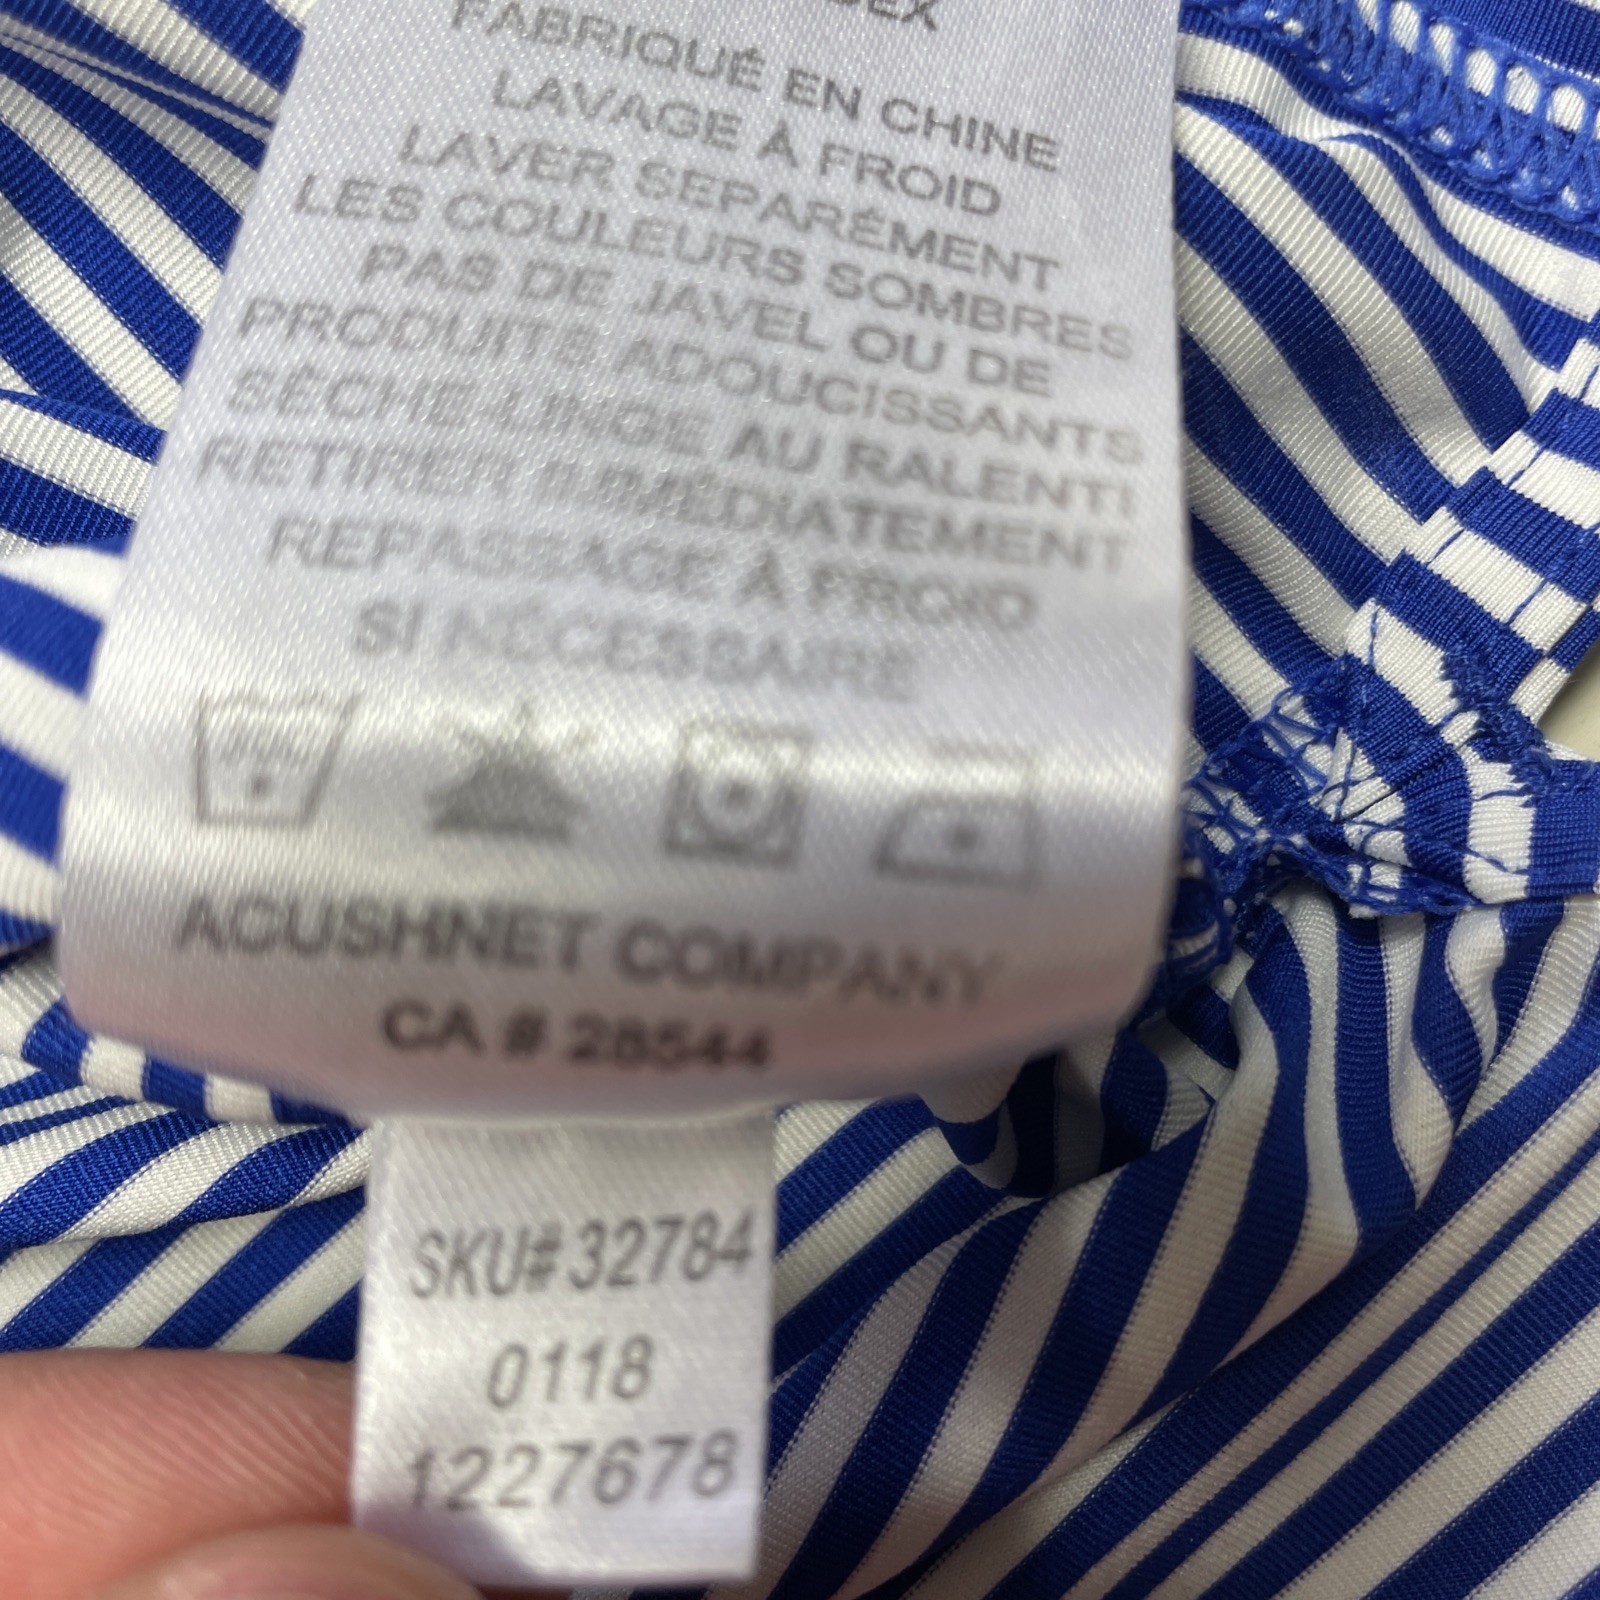 FABRIQUÉ EN CHINE
LAVAGE À FROID
LAVER SEPARÉMENT
LES COULEURS SOMBRES
PAS DE JAVEL OU DE
PRODUITS ADOUCISSANTS
SÈCHE-LINGE AU RALENTI
RETIRER IMMÉDIATEMENT
REPASSAGE À FROID
SI NÉCESSAIRE
ACUSHNET COMPANY
CA # 28544
SKU# 32784
0118
1227678